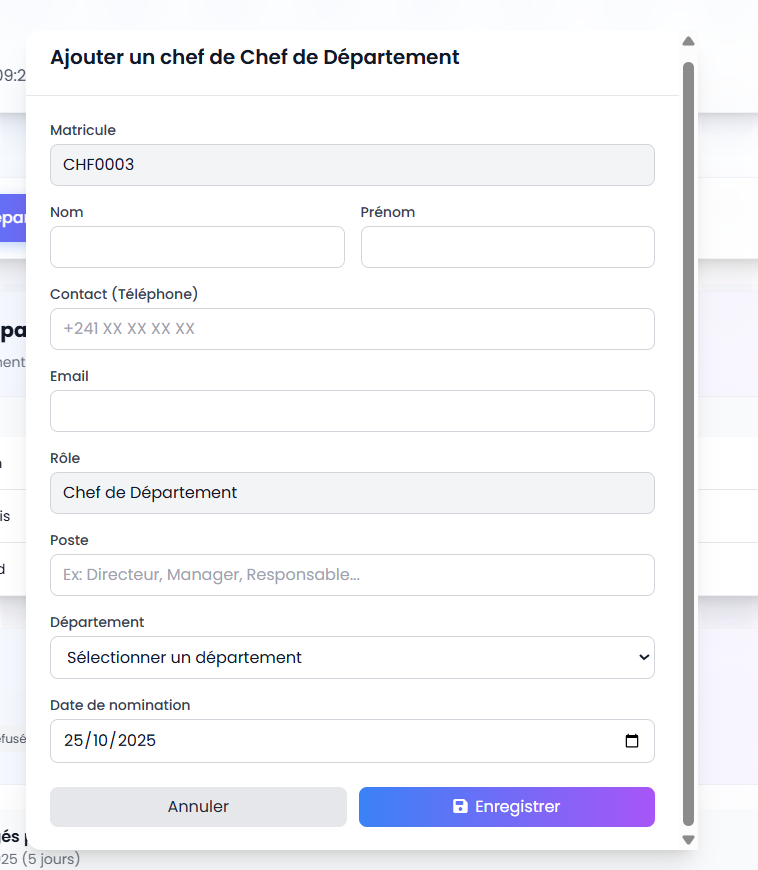 Ajouter un chef de Chef de Département
09:2
Matricule
CHF0003
epar
Nom
Prénom
Contact (Téléphone)
+241 XX XX XX XX
pa
ment
Email
Rôle
is
Chef de Département
Poste
d
Ex: Directeur, Manager, Responsable...
Département
Sélectionner un département
Date de nomination
efusé
25/10/2025
Annuler
Enregistrer
és p
25 (5 jours)